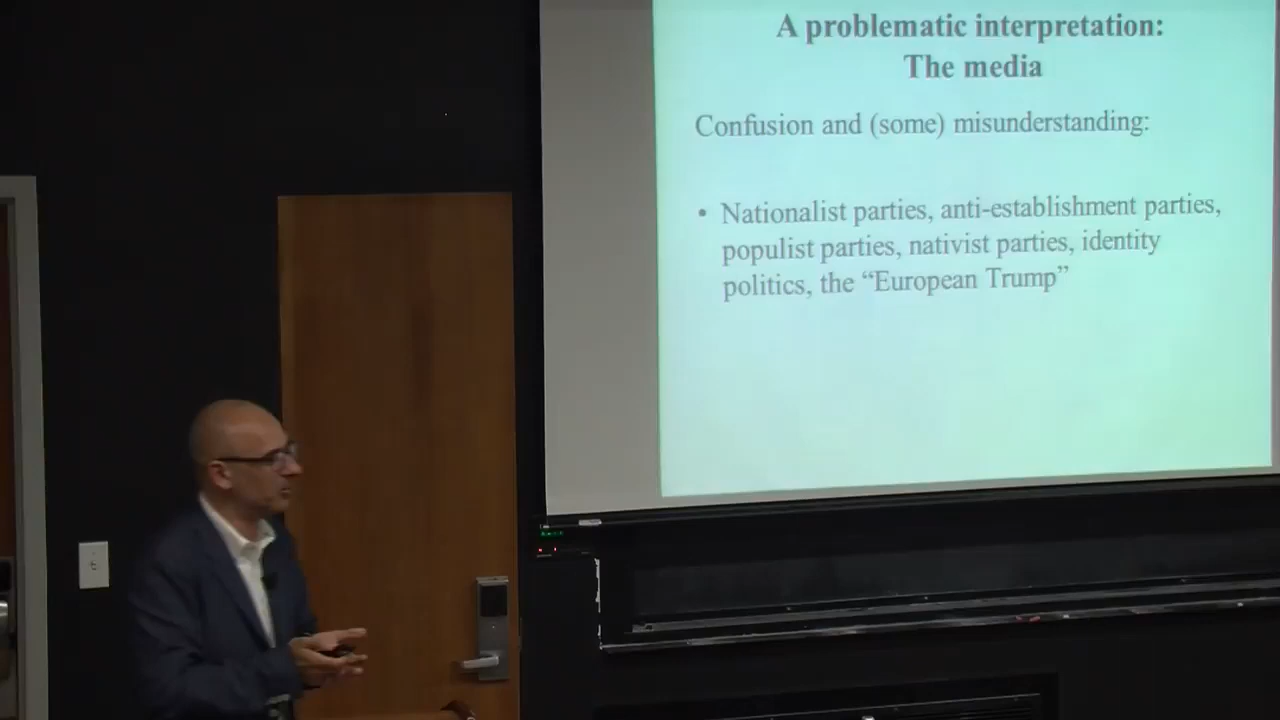 A problematic interpretation:
The media
Confusion and (some) misunderstanding:
• Nationalist parties, anti-establishment parties,
populist parties, nativist parties, identity
politics, the “European Trump”